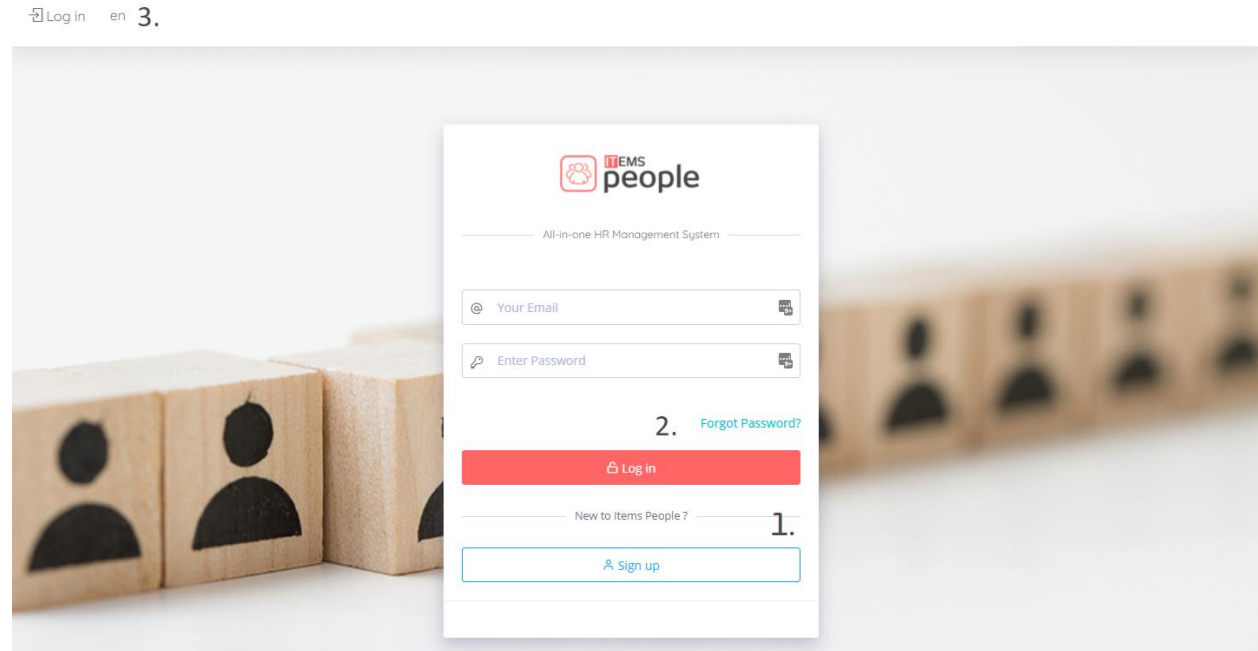 Log in en 3.
ITEMS
people
All-in-one HR Management System
@ Your Email
Enter Password
2. Forgot Password?
Log in
New to Items People ?
1.
Sign up